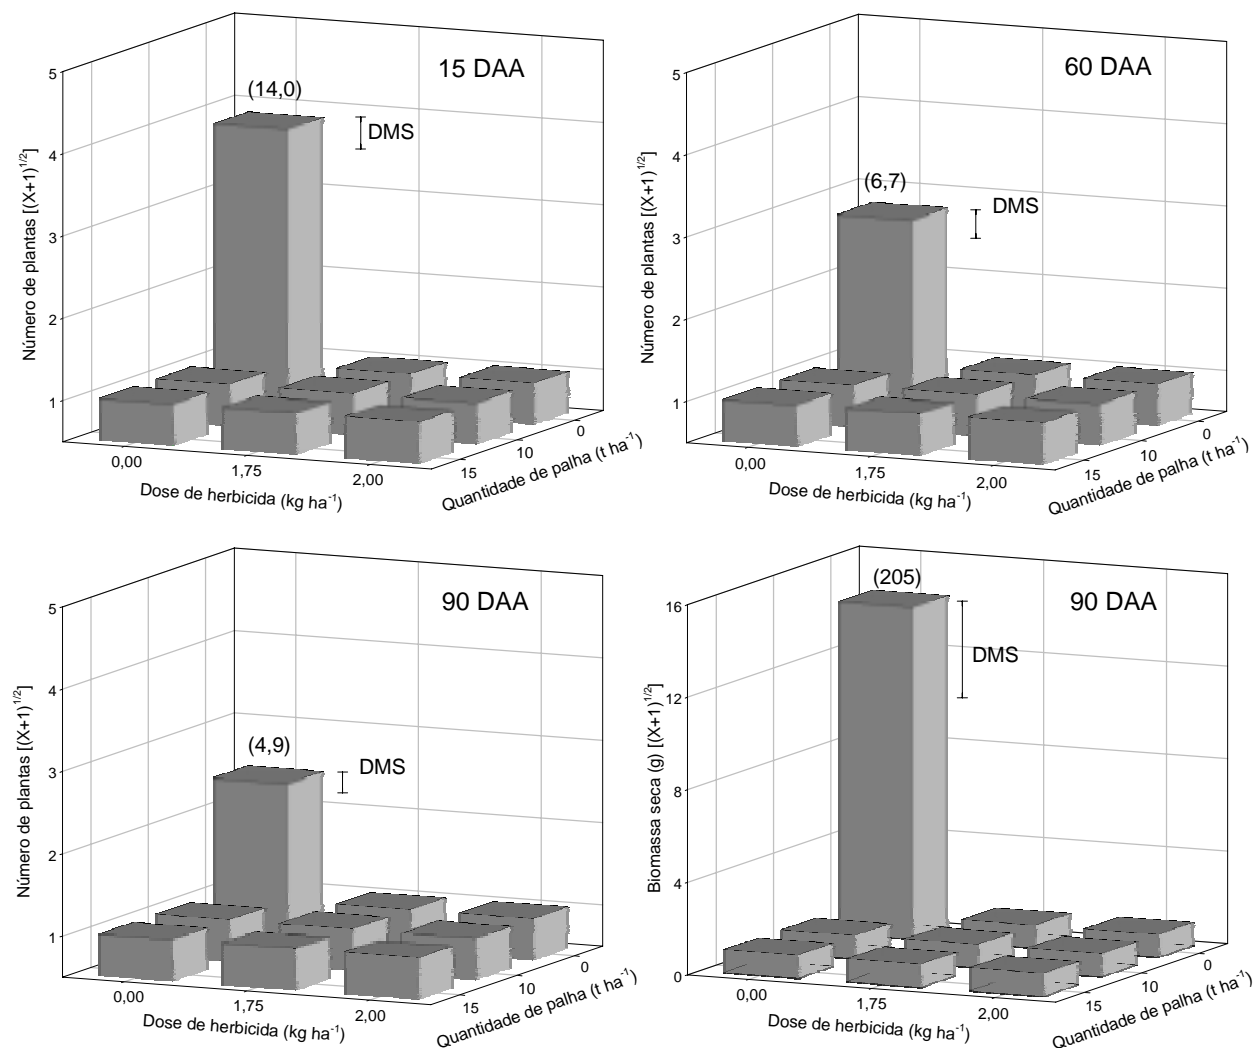 15 DAA
(14,0)
DMS
Número de plantas [(X+1)^1/2]
5
4
3
2
1
0,00
1,75
2,00
Dose de herbicida (kg ha⁻¹)
15
10
0
Quantidade de palha (t ha⁻¹)
60 DAA
(6,7)
DMS
Número de plantas [(X+1)^1/2]
5
4
3
2
1
0,00
1,75
2,00
Dose de herbicida (kg ha⁻¹)
15
10
0
Quantidade de palha (t ha⁻¹)
90 DAA
(4,9)
DMS
Número de plantas [(X+1)^1/2]
5
4
3
2
1
0,00
1,75
2,00
Dose de herbicida (kg ha⁻¹)
15
10
0
Quantidade de palha (t ha⁻¹)
90 DAA
(205)
DMS
Biomassa seca (g) [(X+1)^1/2]
16
12
8
4
0
0,00
1,75
2,00
Dose de herbicida (kg ha⁻¹)
15
10
0
Quantidade de palha (t ha⁻¹)